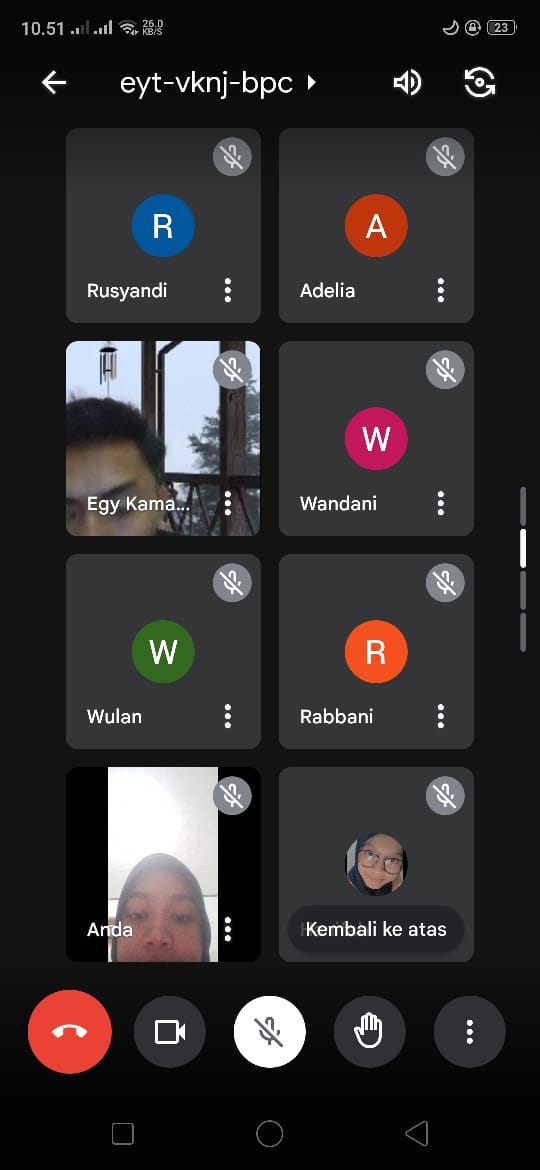 10.51
26.0
KB/S
23
eyt-vknj-bpc
R
Rusyandi
A
Adelia
Egy Kama...
W
Wandani
W
Wulan
R
Rabbani
Anda
Kembali ke atas